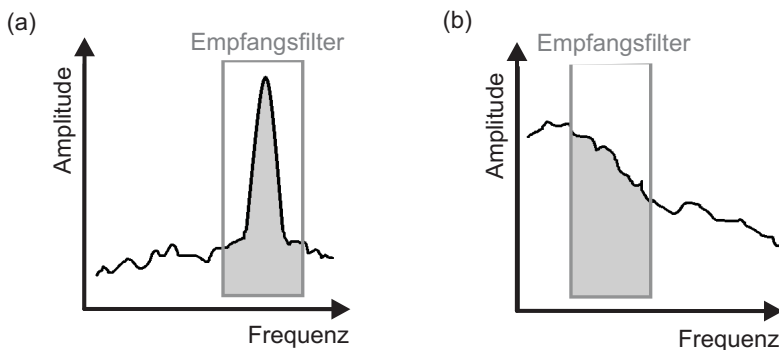 (a)
Empfangsfilter
Amplitude
Frequenz
(b)
Empfangsfilter
Amplitude
Frequenz